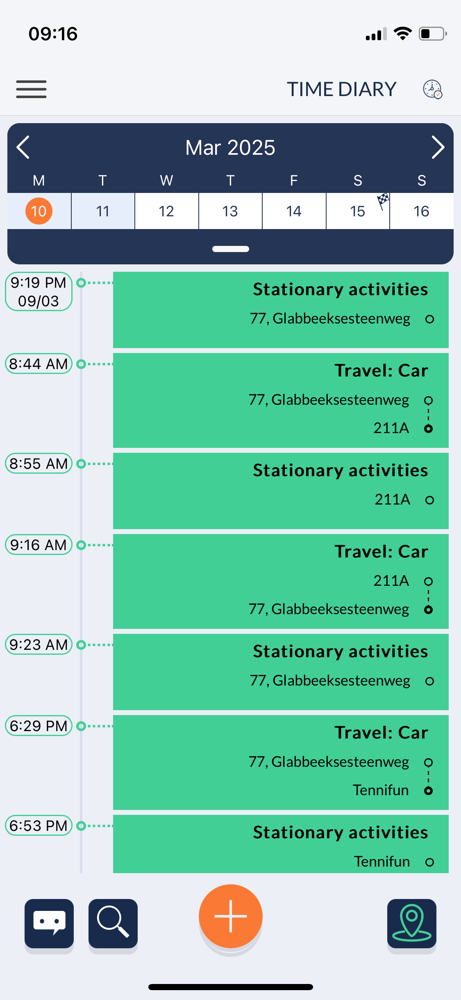 09:16
TIME DIARY
Mar 2025
M T W T F S S
10 11 12 13 14 15 16
9:19 PM
09/03
Stationary activities
77, Glabbeeksesteenweg
8:44 AM
Travel: Car
77, Glabbeeksesteenweg
211A
8:55 AM
Stationary activities
211A
9:16 AM
Travel: Car
211A
77, Glabbeeksesteenweg
9:23 AM
Stationary activities
77, Glabbeeksesteenweg
6:29 PM
Travel: Car
77, Glabbeeksesteenweg
Tennifun
6:53 PM
Stationary activities
Tennifun